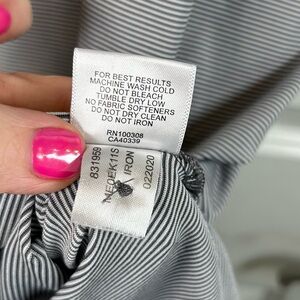 FOR BEST RESULTS
MACHINE WASH COLD
DO NOT BLEACH
TUMBLE DRY LOW
NO FABRIC SOFTENERS
DO NOT DRY CLEAN
DO NOT IRON
RN100308
CA40339
831959
MEDEK11S
IRON
022020